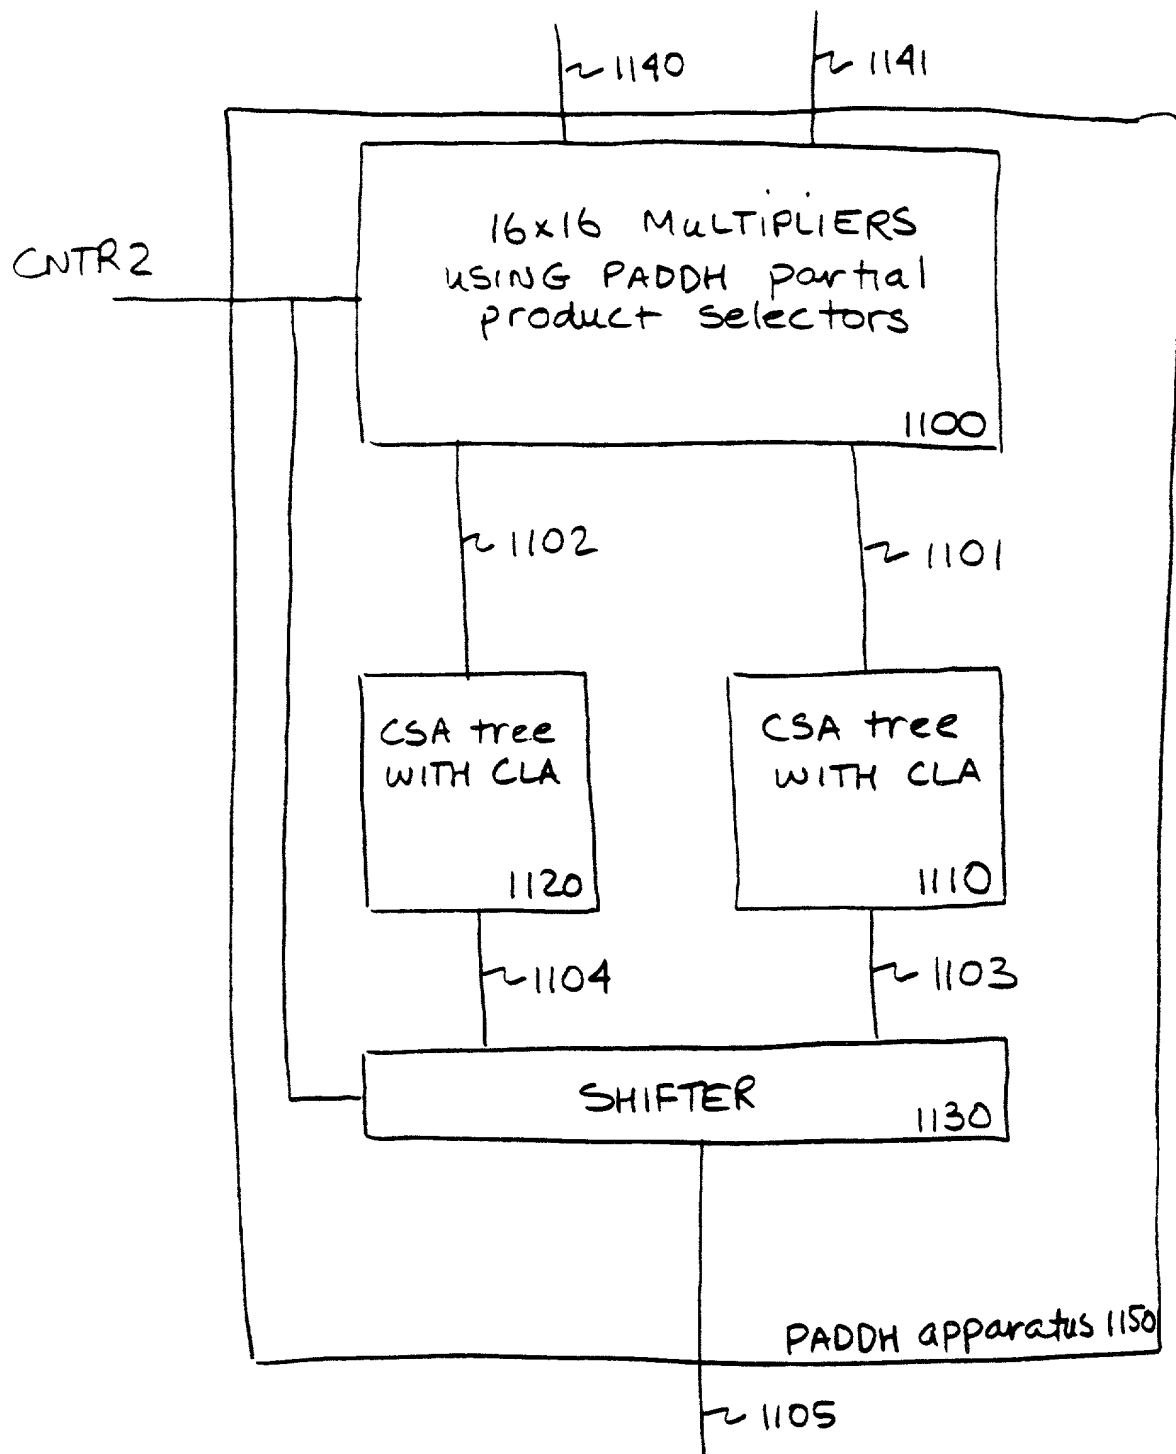 1140
1141
CNTR2
16x16 MULTIPLIERS
USING PADDH partial
product selectors
1100
1102
1101
CSA tree
WITH CLA
1120
CSA tree
WITH CLA
1110
1104
1103
SHIFTER
1130
PADDH apparatus 1150
1105